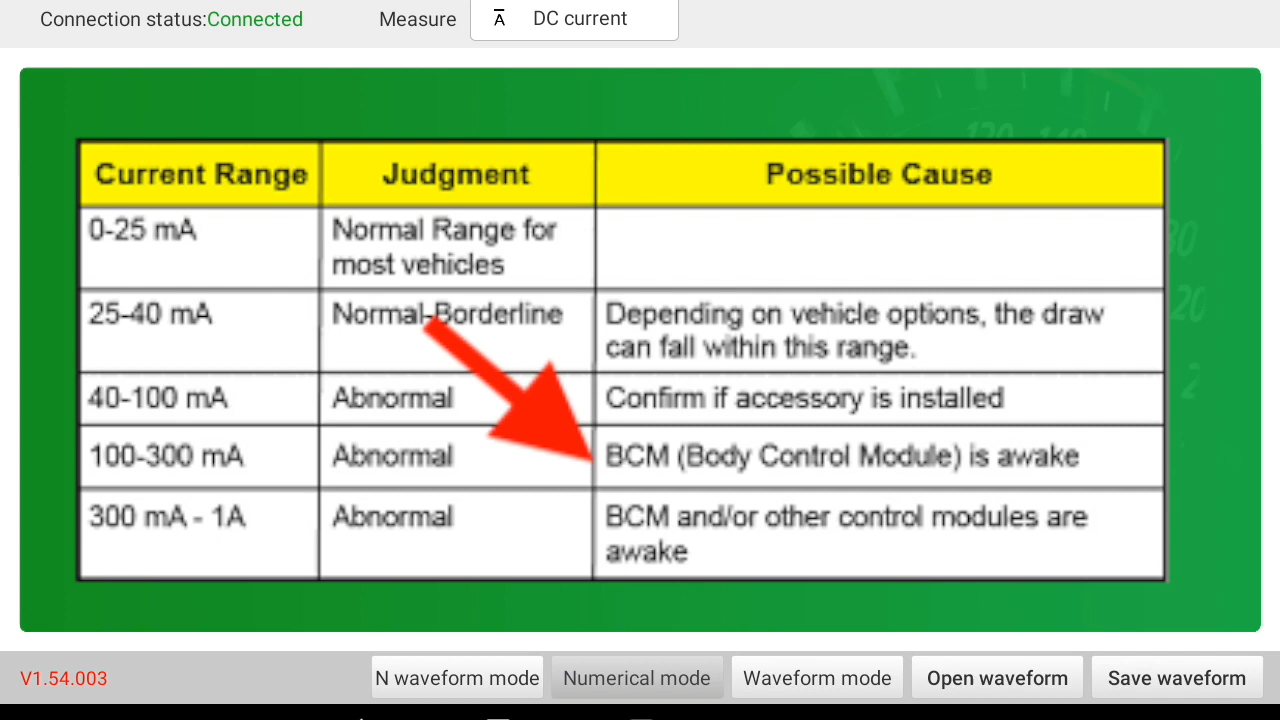 Connection status:Connected Measure A DC current
Current Range Judgment Possible Cause
0-25 mA Normal Range for
most vehicles
25-40 mA Normal-Borderline Depending on vehicle options, the draw
can fall within this range.
40-100 mA Abnormal Confirm if accessory is installed
100-300 mA Abnormal BCM (Body Control Module) is awake
300 mA - 1A Abnormal BCM and/or other control modules are
awake
V1.54.003 N waveform mode Numerical mode Waveform mode Open waveform Save waveform